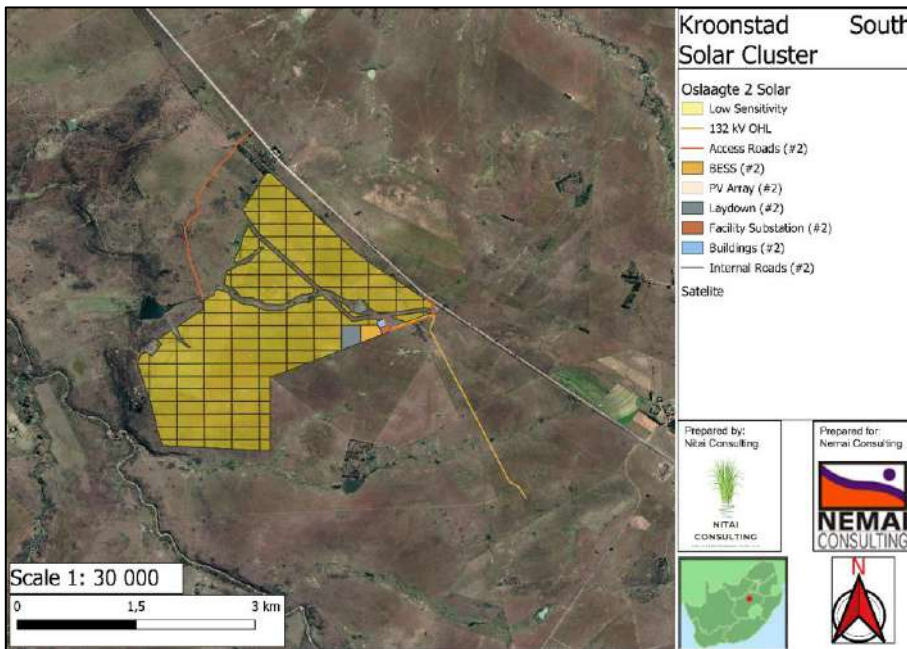 Kroonstad South
Solar Cluster
Oslaagte 2 Solar
Low Sensitivity
132 kV OHL
Access Roads (#2)
BESS (#2)
PV Array (#2)
Laydown (#2)
Facility Substation (#2)
Buildings (#2)
Internal Roads (#2)
Satelite
Prepared by:
Nitai Consulting
NITAI
CONSULTING
Prepared for:
Nemai Consulting
NEMAI
CONSULTING
Scale 1: 30 000
0 1,5 3 km
N